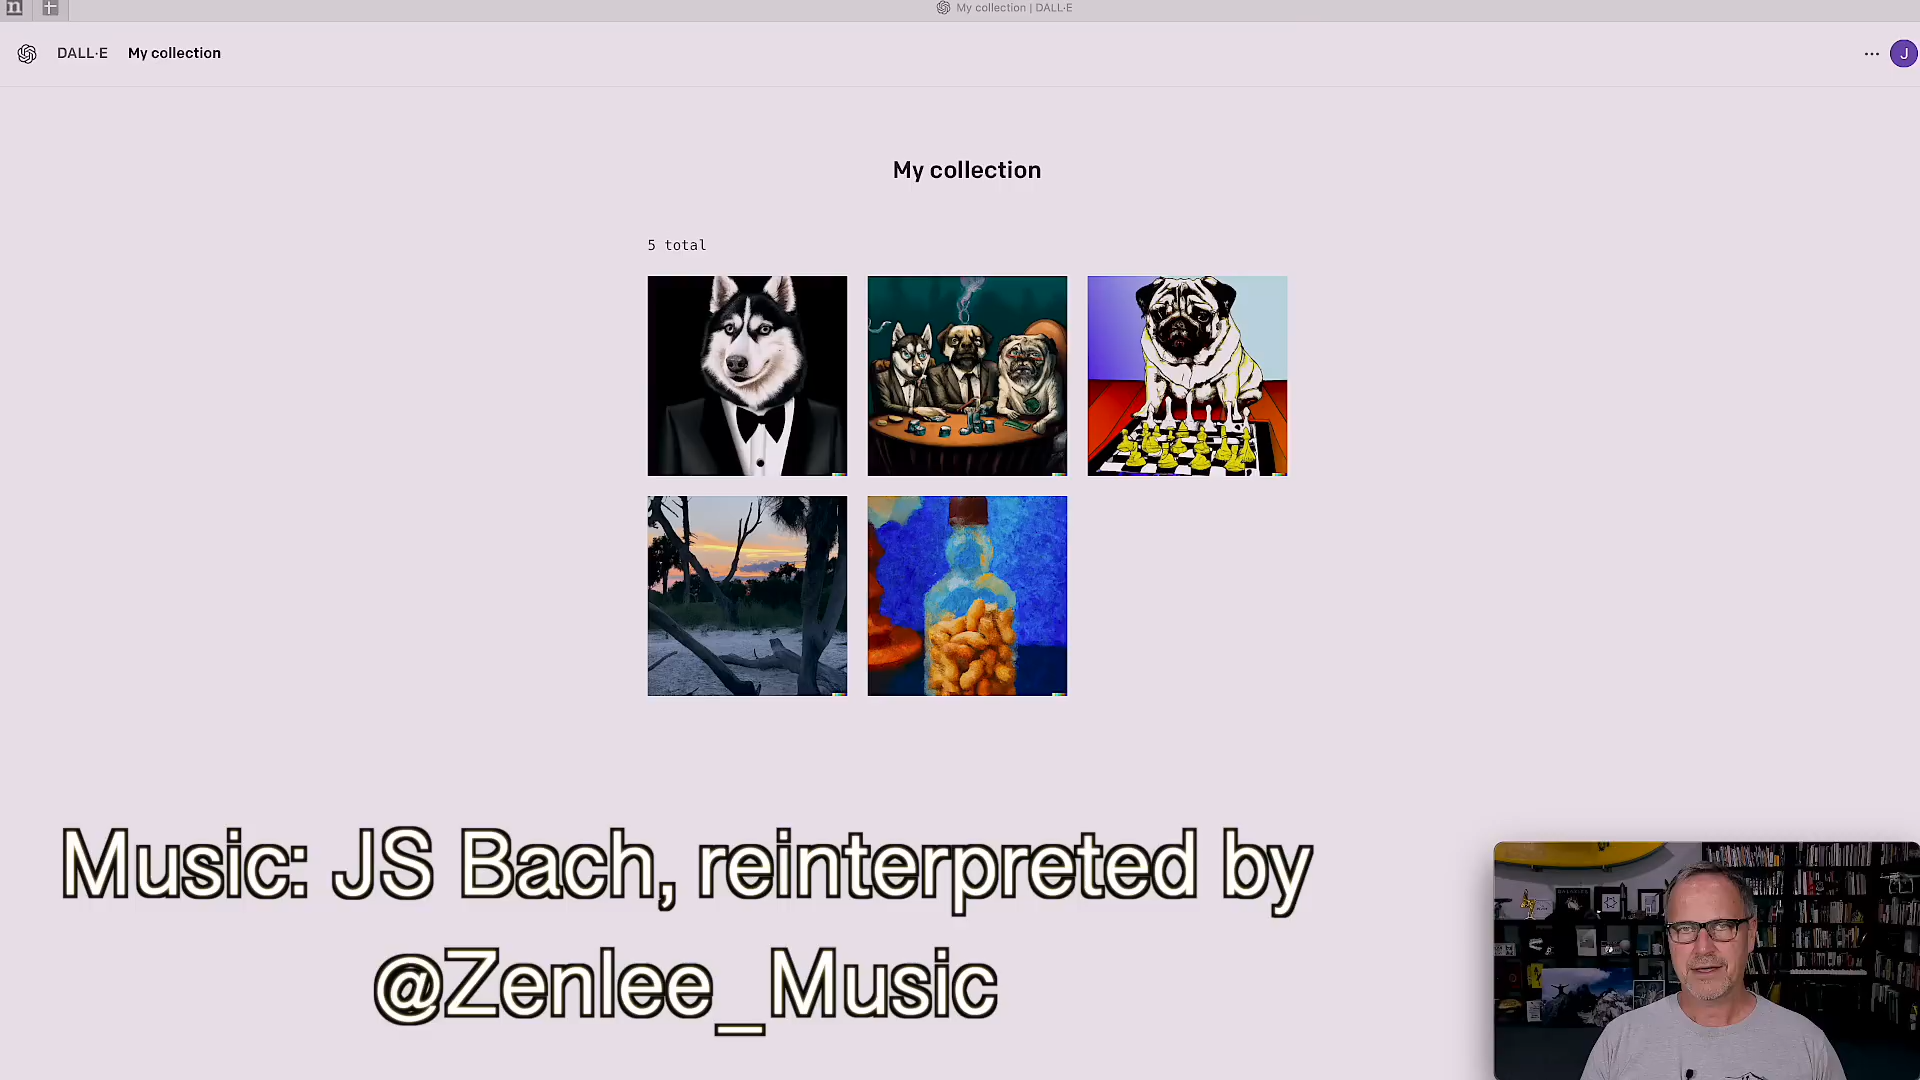 n
My collection | DALL·E
DALL·E
My collection
J
My collection
5 total
Music: JS Bach, reinterpreted by
@Zenlee_Music